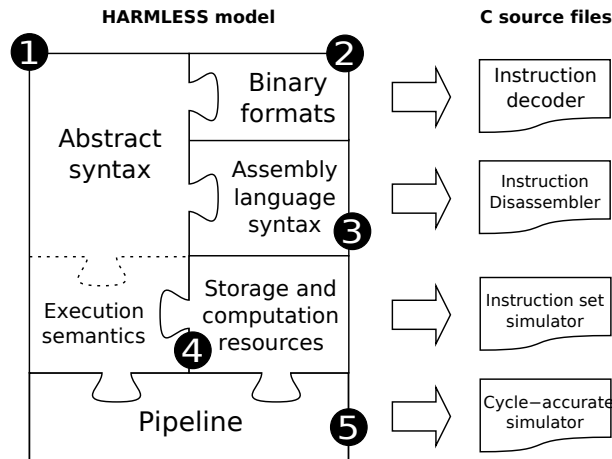 HARMLESS model
C source files
1
2
Abstract
syntax
Binary
formats
Instruction
decoder
Assembly
language
syntax
3
Instruction
Disassembler
Execution
semantics
4
Storage and
computation
resources
Instruction set
simulator
Pipeline
5
Cycle−accurate
simulator